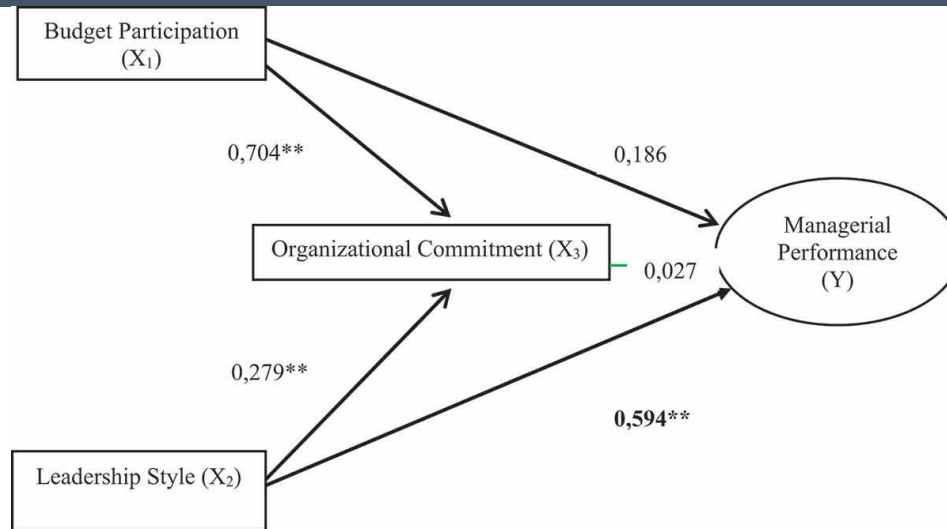 Budget Participation
(X₁)
0,704**
0,186
Organizational Commitment (X₃)
0,027
Managerial
Performance
(Y)
0,279**
0,594**
Leadership Style (X₂)